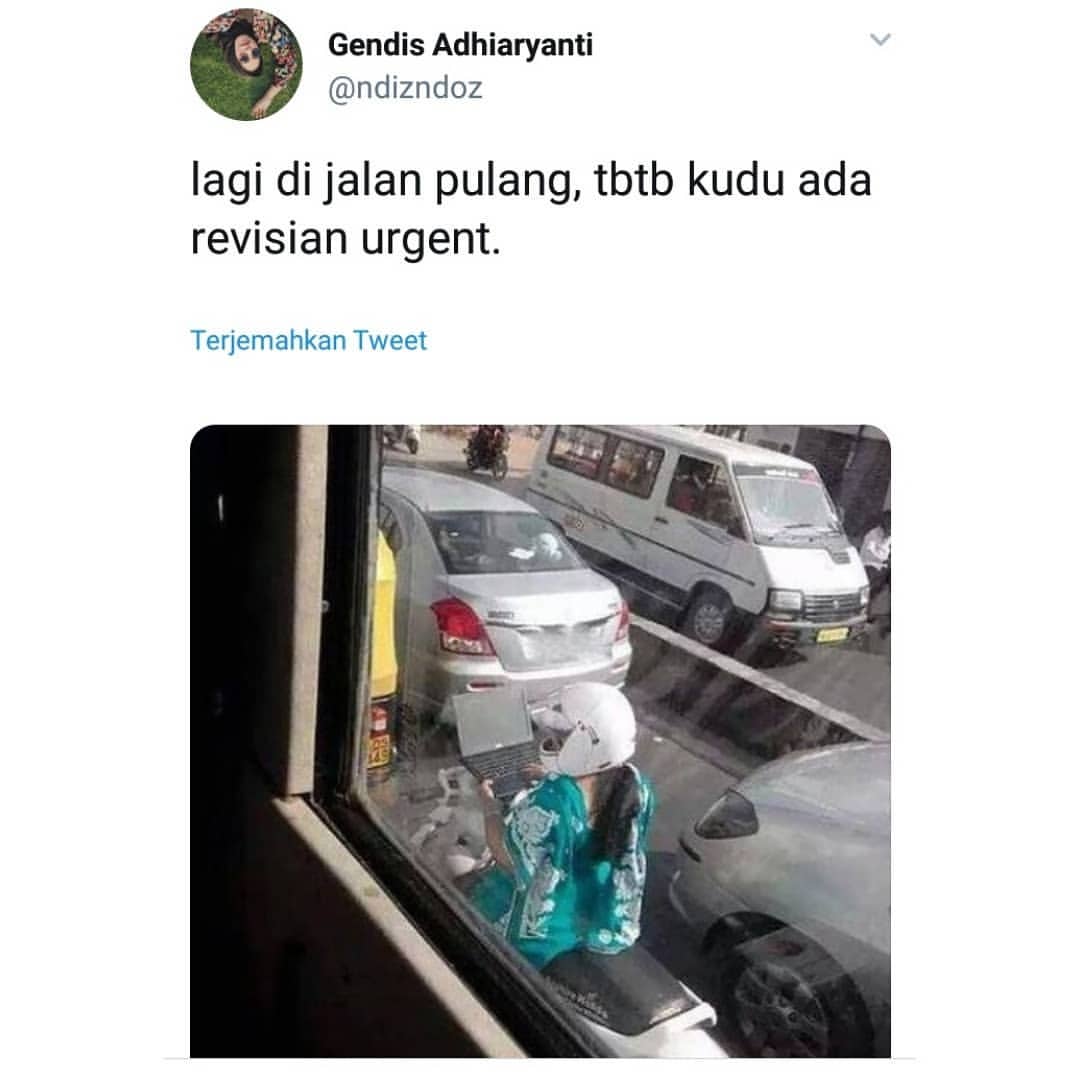 Gendis Adhiaryanti
@ndizndoz
lagi di jalan pulang, tbtb kudu ada
revisian urgent.
Terjemahkan Tweet